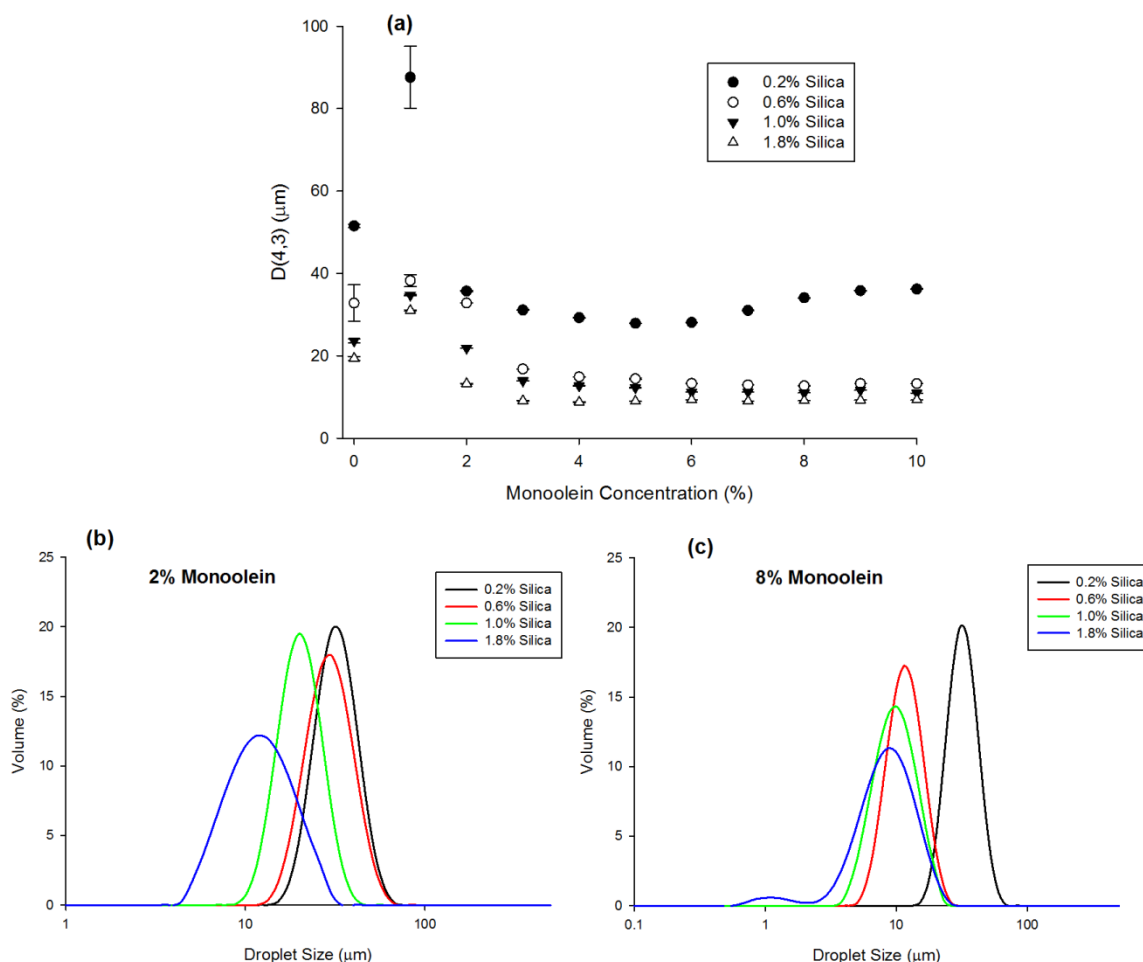 (a)
100
80
60
40
20
0
D(4,3) (μm)
0 2 4 6 8 10
Monoolein Concentration (%)
0.2% Silica
0.6% Silica
1.0% Silica
1.8% Silica
(b)
2% Monoolein
25
20
15
10
5
0
Volume (%)
1 10 100
Droplet Size (μm)
0.2% Silica
0.6% Silica
1.0% Silica
1.8% Silica
(c)
8% Monoolein
25
20
15
10
5
0
Volume (%)
0.1 1 10 100
Droplet Size (μm)
0.2% Silica
0.6% Silica
1.0% Silica
1.8% Silica